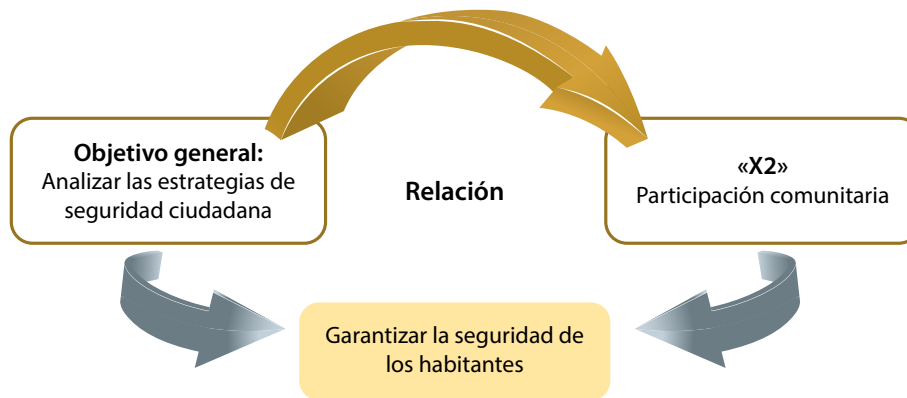 Objetivo general:
Analizar las estrategias de
seguridad ciudadana
Relación
«X2»
Participación comunitaria
Garantizar la seguridad de
los habitantes